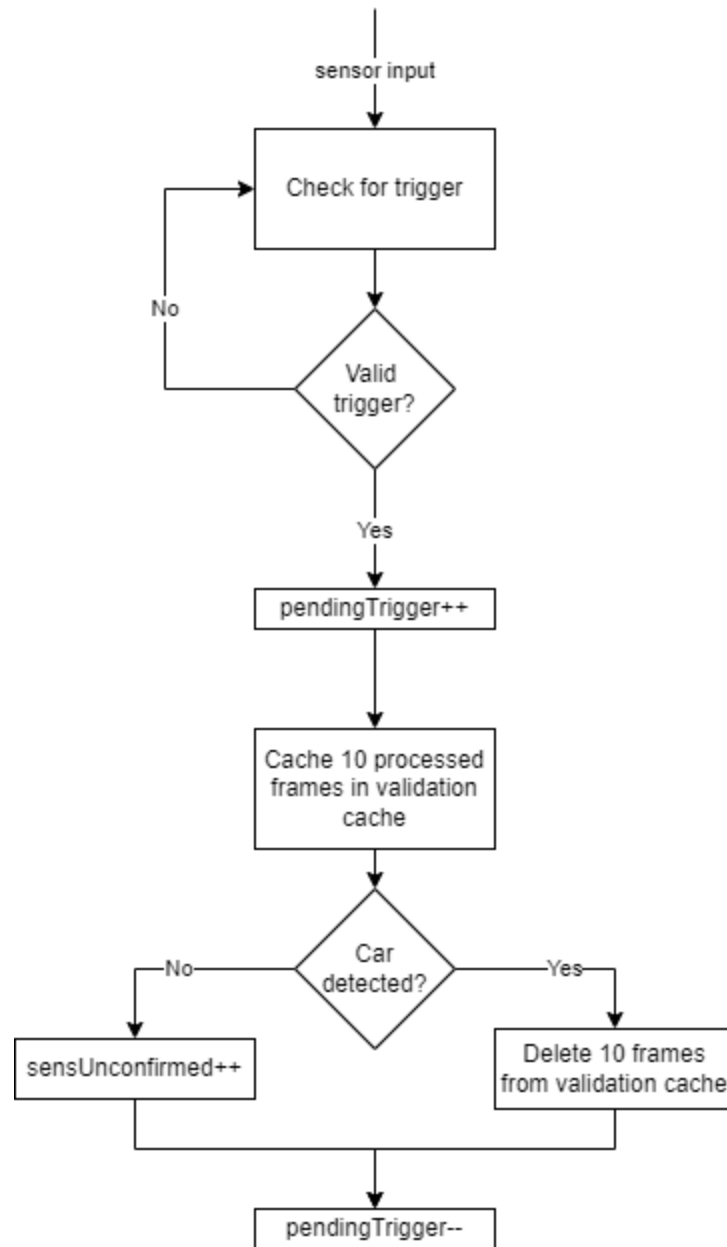 sensor input
Check for trigger
No
Valid
trigger?
Yes
pendingTrigger++
Cache 10 processed
frames in validation
cache
Car
detected?
No
Yes
sensUnconfirmed++
Delete 10 frames
from validation cache
pendingTrigger--